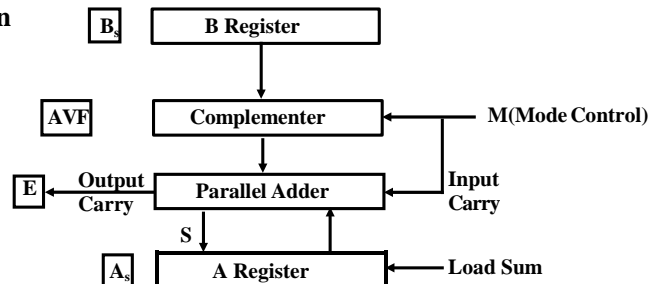 n
Bs B Register
AVF Complementer M(Mode Control)
E Output Carry Parallel Adder Input Carry
S
As A Register Load Sum